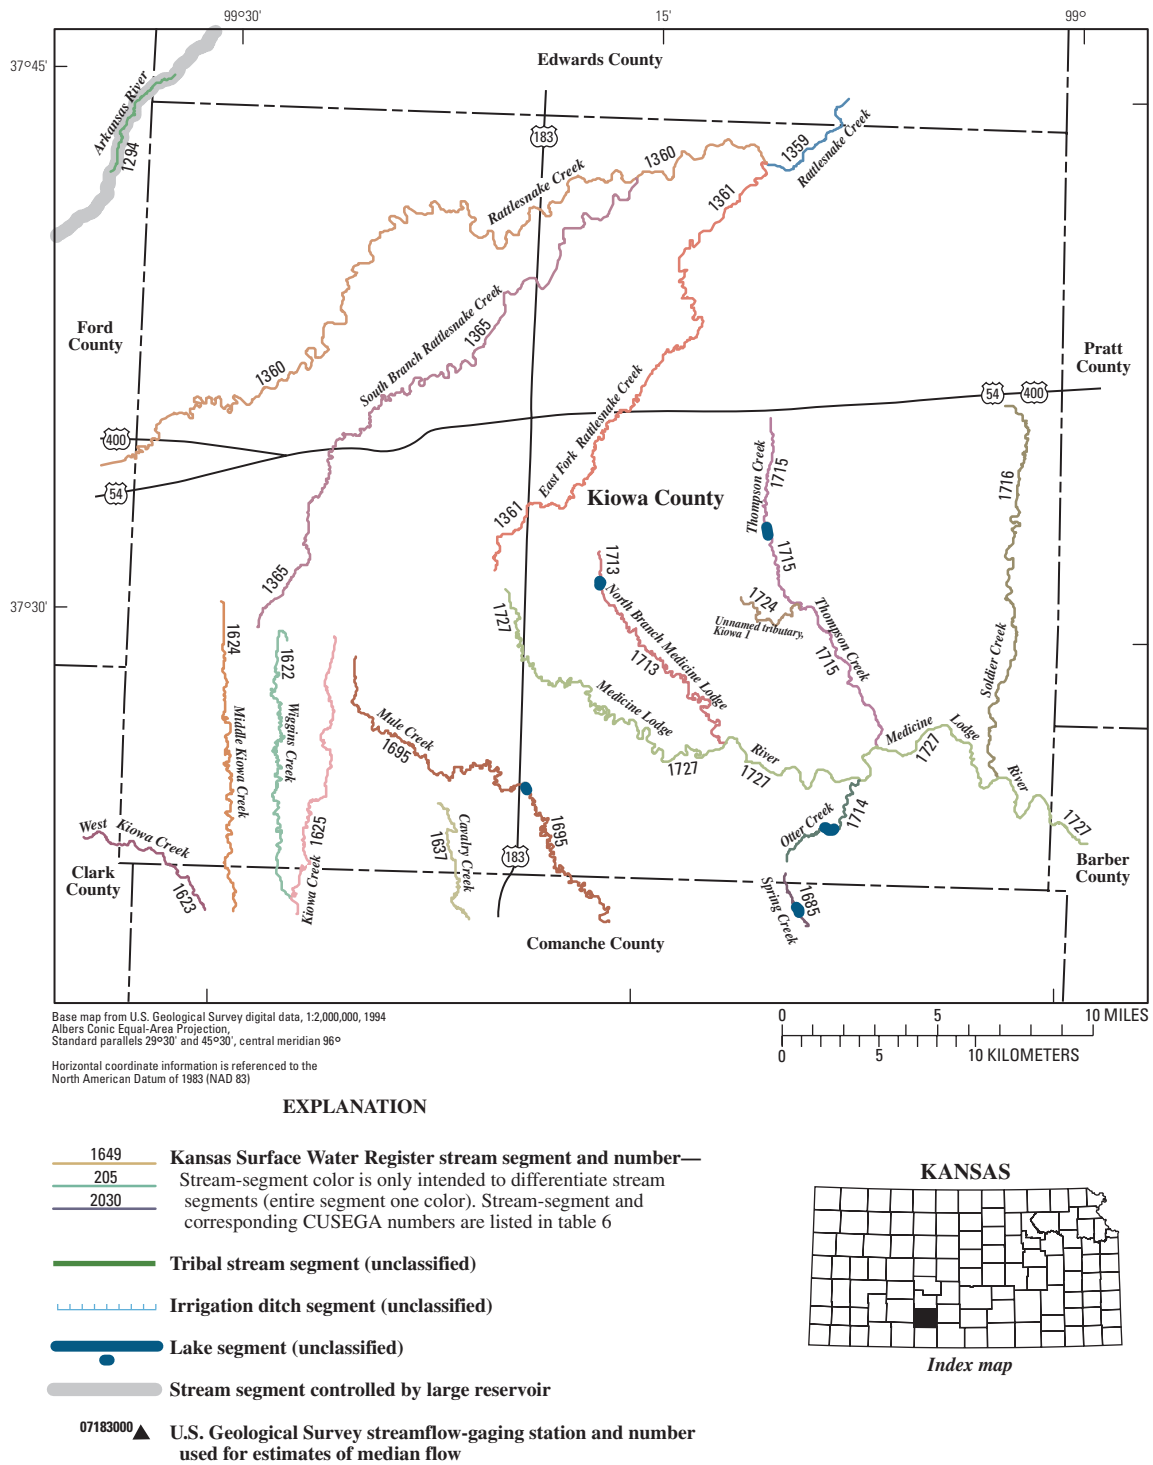 99°30'
15'
99°
37°45'
Edwards County
Arkansas River
1294
183
1360
1359
Rattlesnake Creek
Rattlesnake Creek
1361
South Branch Rattlesnake Creek
1365
Ford
County
Pratt
County
1360
54
400
East Fork Rattlesnake Creek
400
54
Kiowa County
Thompson Creek
1715
1716
1361
1715
1713
1365
37°30'
1727
1724
Unnamed tributary,
Kiowa 1
North Branch Medicine Lodge
1713
Thompson Creek
1715
Soldier Creek
1624
1622
Middle Kiowa Creek
Wiggins Creek
Mule Creek
1695
Medicine Lodge
River
1727
1727
Medicine
Lodge
River
1727
1727
West Kiowa Creek
1625
1637
Cavalry Creek
1695
Otter Creek
1714
183
Clark
County
1623
Kiowa Creek
Spring Creek
1685
Barber
County
Comanche County
Base map from U.S. Geological Survey digital data, 1:2,000,000, 1994
Albers Conic Equal-Area Projection,
Standard parallels 29°30' and 45°30', central meridian 96°
Horizontal coordinate information is referenced to the
North American Datum of 1983 (NAD 83)
0 5 10 MILES
0 5 10 KILOMETERS
EXPLANATION
1649
205
2030
Kansas Surface Water Register stream segment and number—
Stream-segment color is only intended to differentiate stream
segments (entire segment one color). Stream-segment and
corresponding CUSEGA numbers are listed in table 6
Tribal stream segment (unclassified)
Irrigation ditch segment (unclassified)
Lake segment (unclassified)
Stream segment controlled by large reservoir
07183000
U.S. Geological Survey streamflow-gaging station and number
used for estimates of median flow
KANSAS
Index map